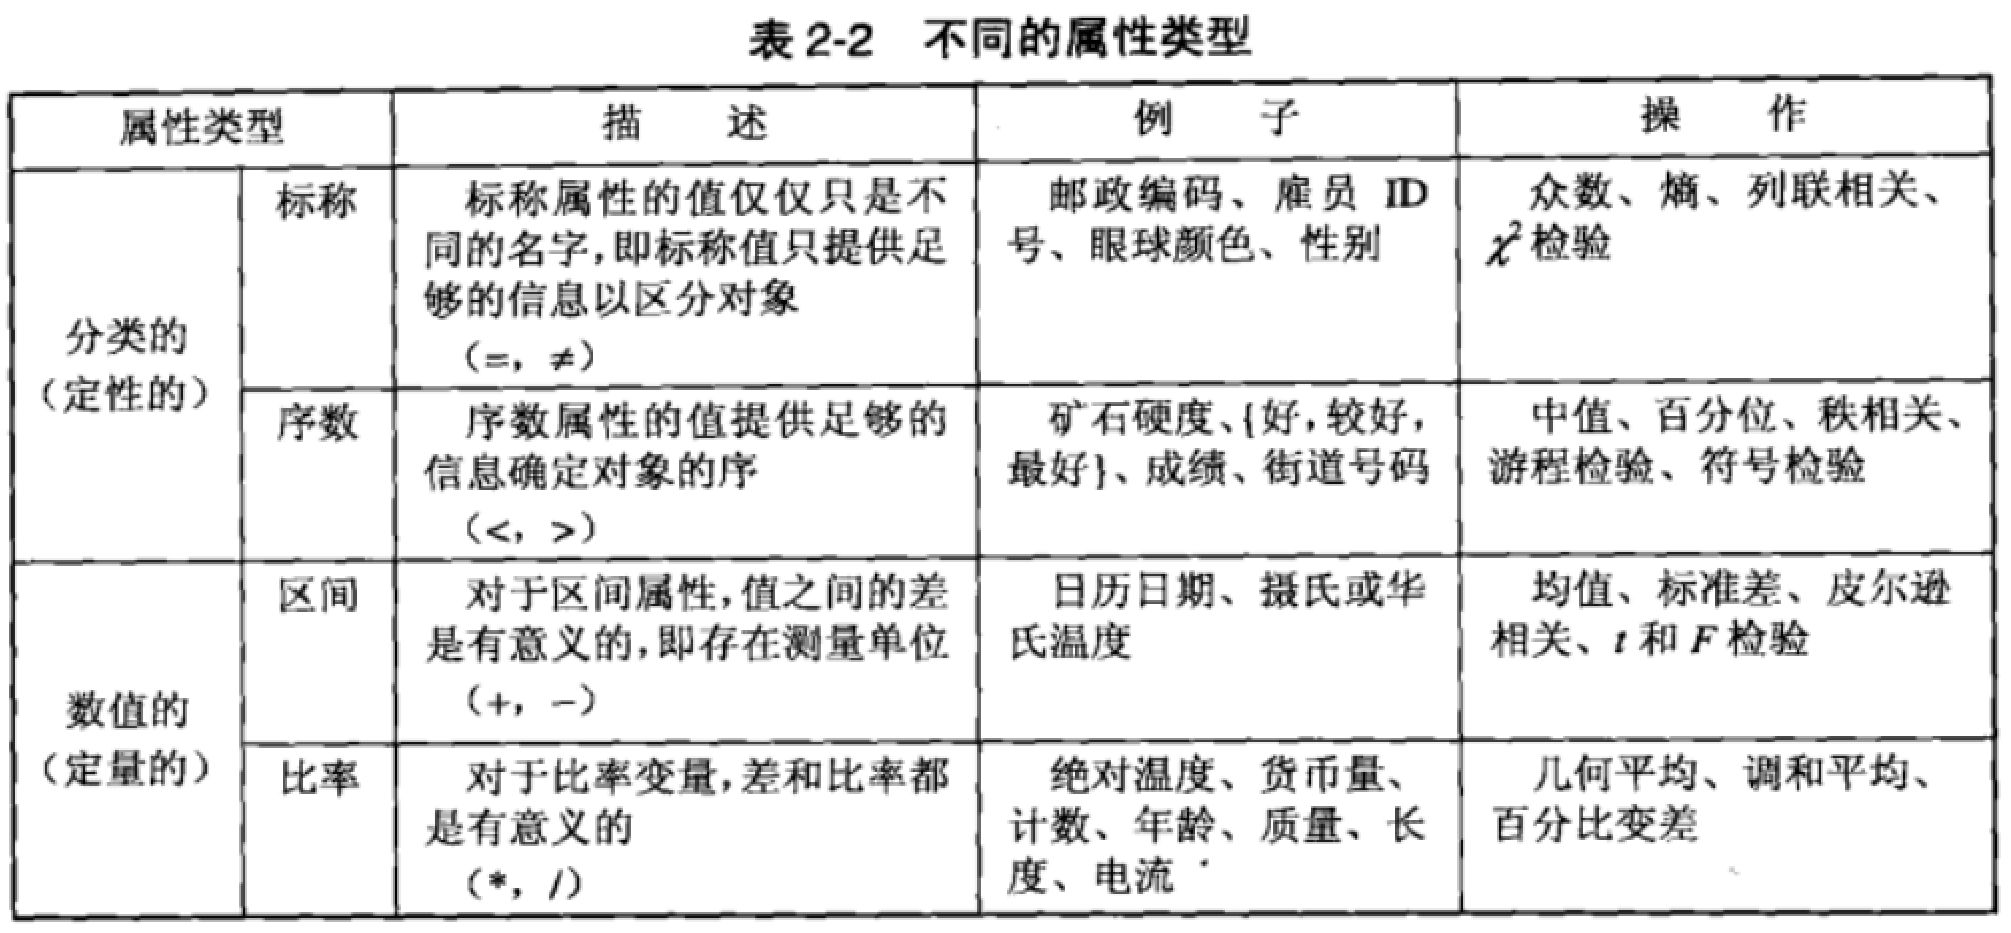 表2-2 不同的属性类型
属性类型 描 述 例 子 操 作
分类的
（定性的）
标称
标称属性的值仅仅只是不
同的名字，即标称值只提供足
够的信息以区分对象
（=，≠）
邮政编码、雇员 ID
号、眼球颜色、性别
众数、熵、列联相关、
χ²检验
序数
序数属性的值提供足够的
信息确定对象的序
（<，>）
矿石硬度、{好，较好，
最好}、成绩、街道号码
中值、百分位、秩相关、
游程检验、符号检验
数值的
（定量的）
区间
对于区间属性，值之间的差
是有意义的，即存在测量单位
（+，-）
日历日期、摄氏或华
氏温度
均值、标准差、皮尔逊
相关、t和F检验
比率
对于比率变量，差和比率都
是有意义的
（*，/）
绝对温度、货币量、
计数、年龄、质量、长
度、电流
几何平均、调和平均、
百分比变差